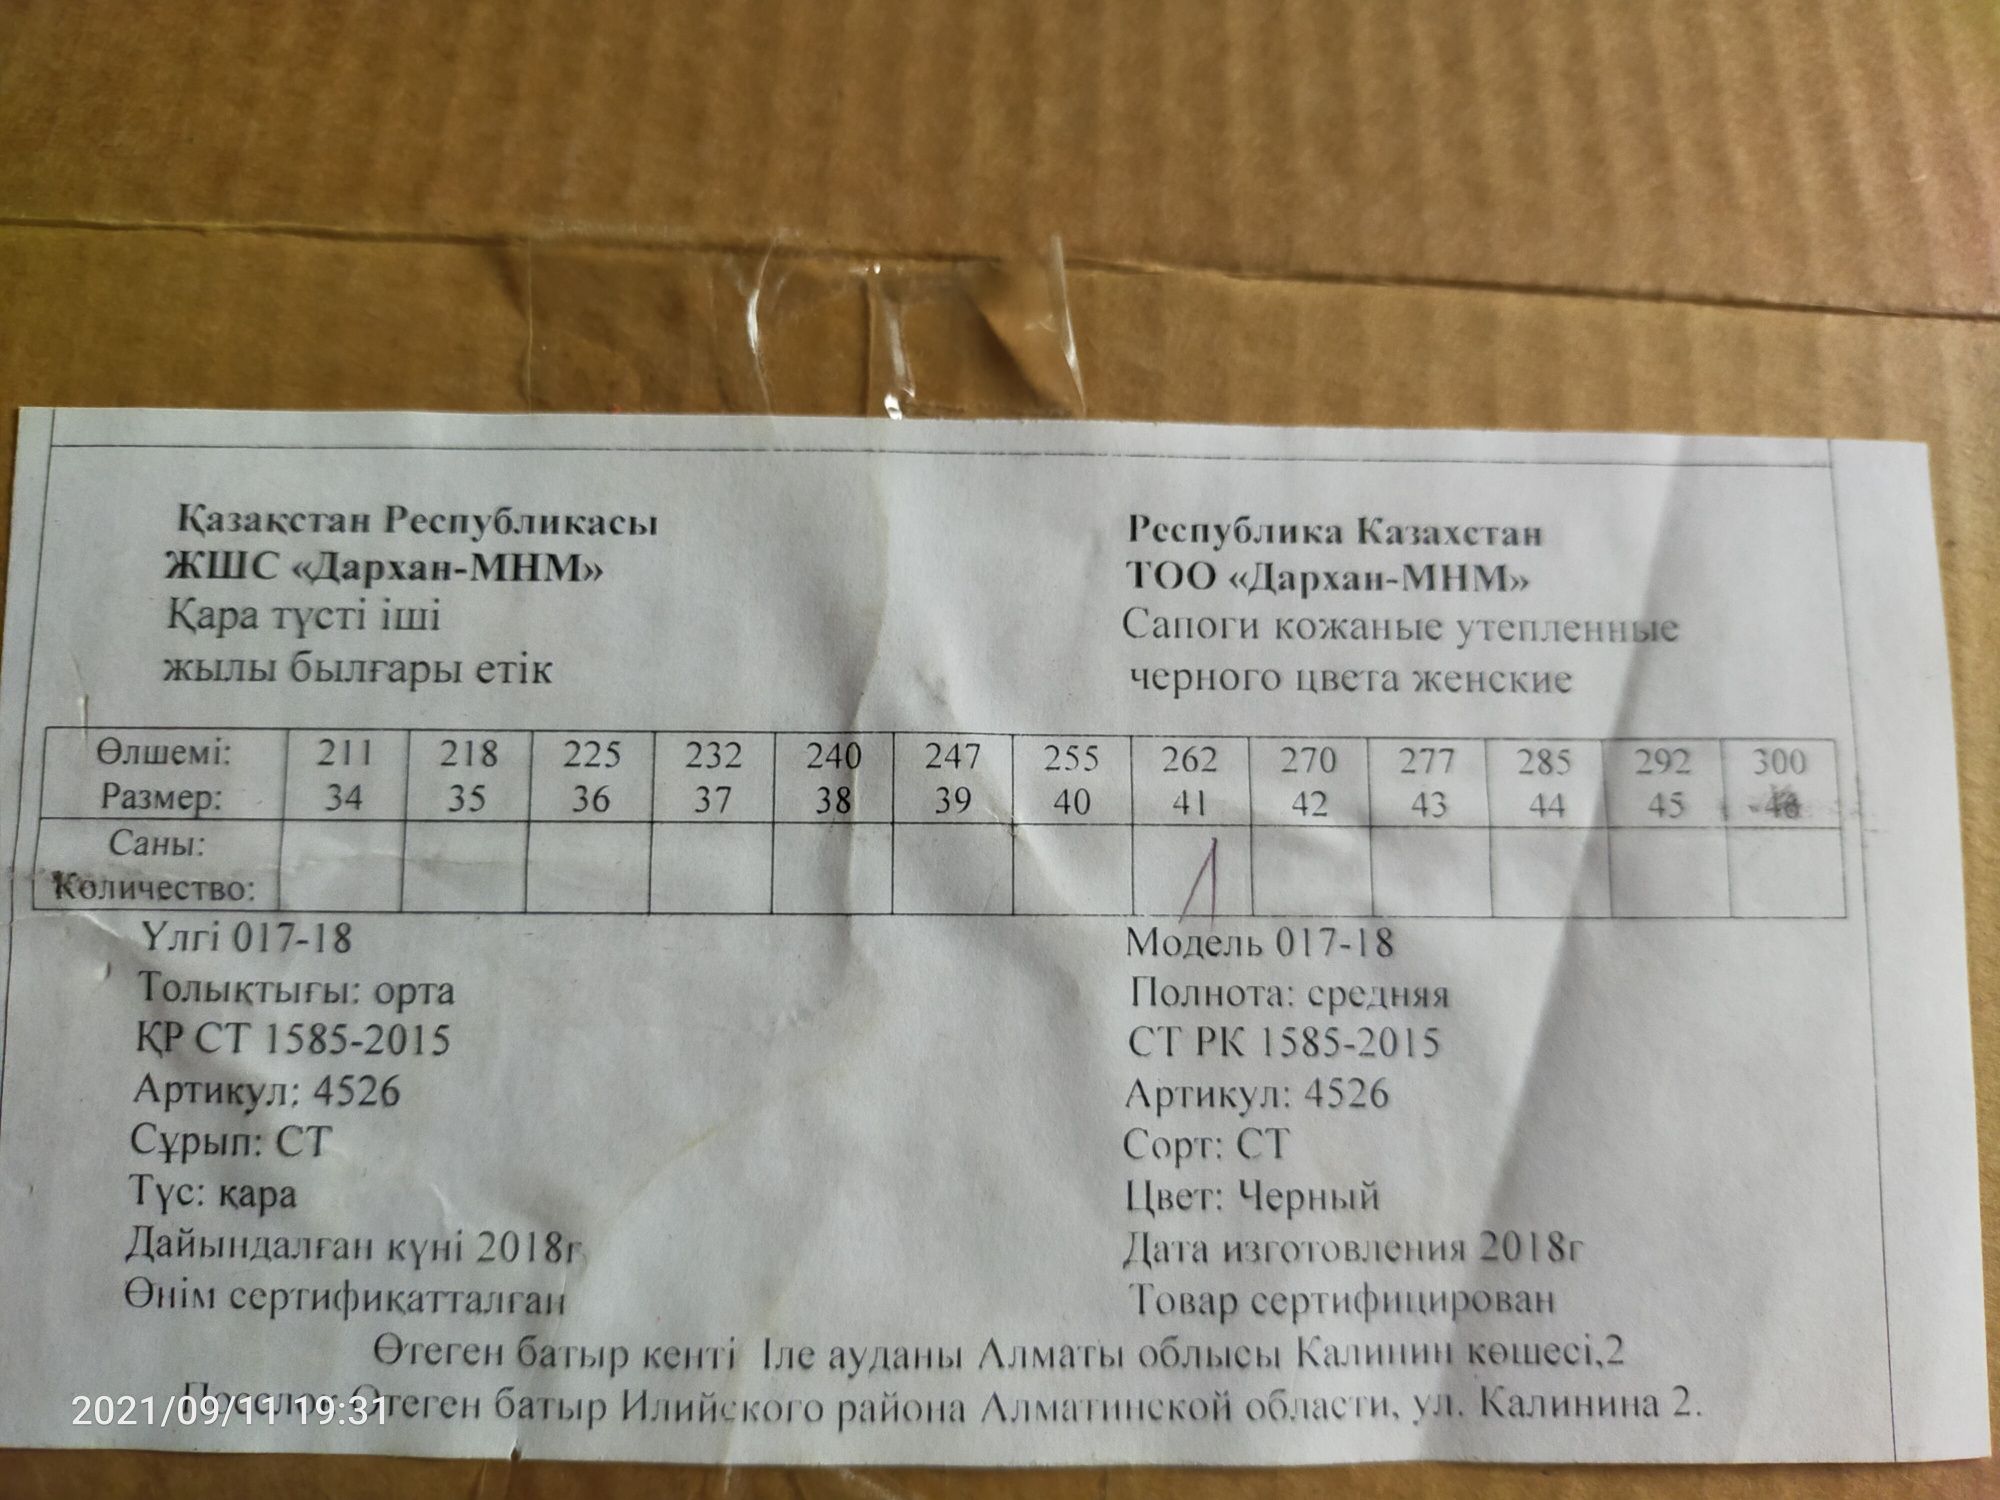 Қазақстан Республикасы
ЖШС «Дархан-МНМ»
Қара түсті іші
жылы былғары етік
Республика Казахстан
ТОО «Дархан-МНМ»
Сапоги кожаные утепленные
черного цвета женские
Өлшемі: 211 218 225 232 240 247 255 262 270 277 285 292 300
Размер: 34 35 36 37 38 39 40 41 42 43 44 45 46
Саны:
Количество: 1
Үлгі 017-18
Толықтығы: орта
ҚР СТ 1585-2015
Артикул: 4526
Сұрып: СТ
Түс: қара
Дайындалған күні 2018г
Өнім сертификатталған
Модель 017-18
Полнота: средняя
СТ РК 1585-2015
Артикул: 4526
Сорт: СТ
Цвет: Черный
Дата изготовления 2018г
Товар сертифицирован
Өтеген батыр кенті Іле ауданы Алматы облысы Калинин көшесі,2
Поселок Өтеген батыр Илийского района Алматинской области, ул. Калинина 2.
2021/09/11 19:31